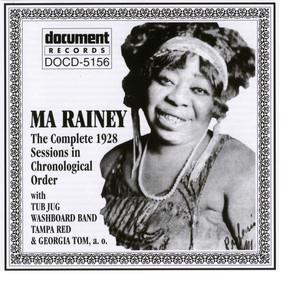 document
RECORDS
DOCD-5156
MA RAINEY
The Complete 1928
Sessions in
Chronological
Order
with
TUB JUG
WASHBOARD BAND
TAMPA RED
& GEORGIA TOM, a. o.